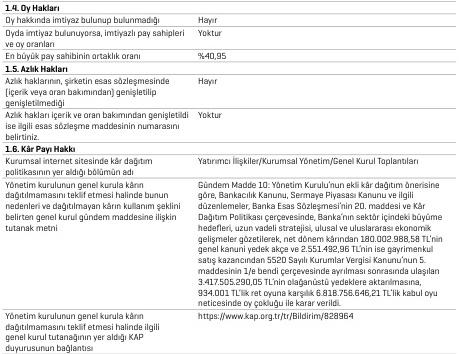 1.4. Oy Hakları
Oy hakkında imtiyaz bulunup bulunmadığı Hayır
Oyda imtiyaz bulunuyorsa, imtiyazlı pay sahipleri Yoktur
ve oy oranları
En büyük pay sahibinin ortaklık oranı %40,95
1.5. Azlık Hakları
Azlık haklarının, şirketin esas sözleşmesinde Hayır
(içerik veya oran bakımından) genişletilip
genişletilmediği
Azlık hakları içerik ve oran bakımından genişletildi Yoktur
ise ilgili esas sözleşme maddesinin numarasını
belirtiniz.
1.6. Kâr Payı Hakkı
Kurumsal internet sitesinde kâr dağıtım Yatırımcı İlişkiler/Kurumsal Yönetim/Genel Kurul Toplantıları
politikasının yer aldığı bölümün adı
Yönetim kurulunun genel kurula kârın
dağıtılmamasını teklif etmesi halinde bunun
nedenleri ve dağıtılmayan kârın kullanım şeklini
belirten genel kurul gündem maddesine ilişkin
tutanak metni
Gündem Madde 10: Yönetim Kurulu'nun ekli kâr dağıtım önerisine
göre, Bankacılık Kanunu, Sermaye Piyasası Kanunu ve ilgili
düzenlemeler, Banka Esas Sözleşmesi'nin 20. maddesi ve Kâr
Dağıtım Politikası çerçevesinde, Banka'nın sektör içindeki büyüme
hedefleri, uzun vadeli stratejisi, ulusal ve uluslararası ekonomik
gelişmeler gözetilerek, net dönem kârından 180.002.988,58 TL'nin
genel kanuni yedek akçe ve 2.551.492,96 TL'nin ise gayrimenkul
satış kazancından 5520 Sayılı Kurumlar Vergisi Kanunu'nun 5.
maddesinin 1/e bendi çerçevesinde ayrılması sonrasında ulaşılan
3.417.505.290,05 TL'nin olağanüstü yedeklere aktarılmasına,
934.001 TL'lik ret oyuna karşılık 6.818.756.646,21 TL'lik kabul oyu
neticesinde oy çokluğu ile karar verildi.
Yönetim kurulunun genel kurula kârın https://www.kap.org.tr/tr/Bildirim/828964
dağıtılmamasını teklif etmesi halinde ilgili
genel kurul tutanağının yer aldığı KAP
duyurusunun bağlantısı